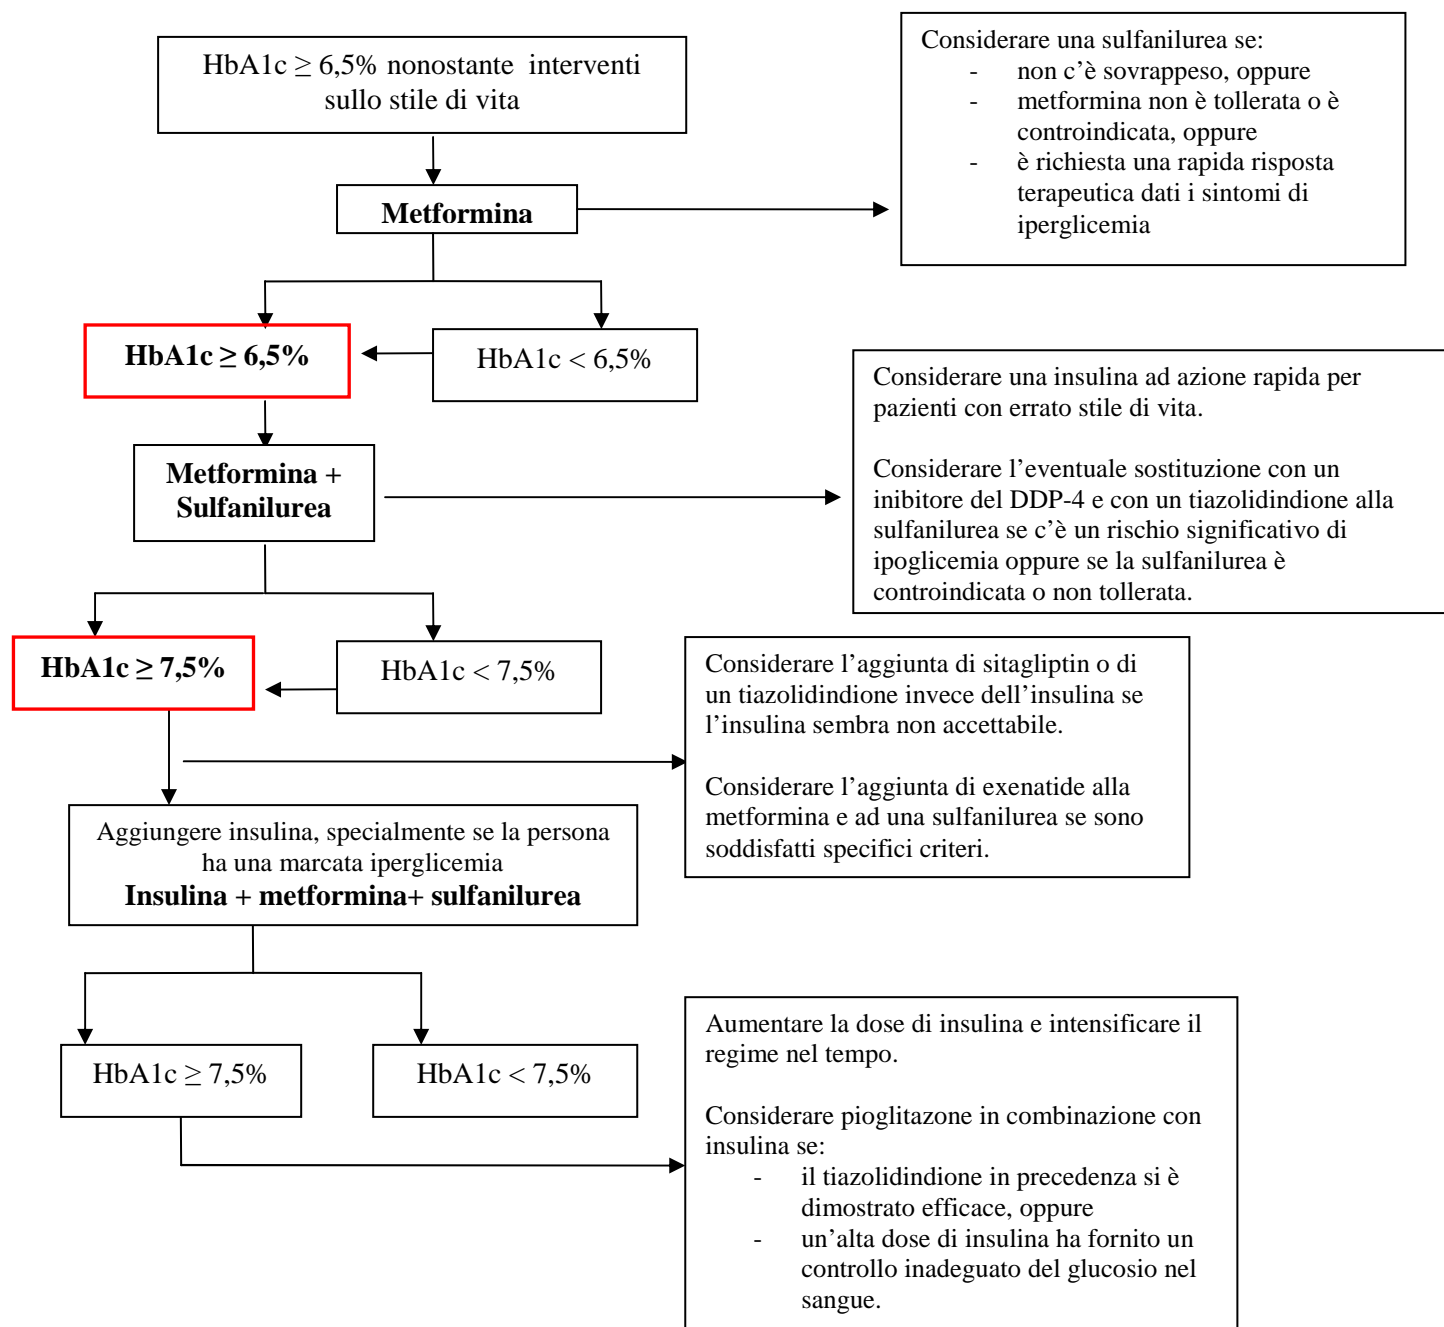 HbA1c ≥ 6,5% nonostante interventi
sullo stile di vita
Considerare una sulfanilurea se:
- non c’è sovrappeso, oppure
- metformina non è tollerata o è
controindicata, oppure
- è richiesta una rapida risposta
terapeutica dati i sintomi di
iperglicemia
Metformina
HbA1c ≥ 6,5%
HbA1c < 6,5%
Considerare una insulina ad azione rapida per
pazienti con errato stile di vita.
Considerare l’eventuale sostituzione con un
inibitore del DDP-4 e con un tiazolidindione alla
sulfanilurea se c’è un rischio significativo di
ipoglicemia oppure se la sulfanilurea è
controindicata o non tollerata.
Metformina +
Sulfanilurea
HbA1c ≥ 7,5%
HbA1c < 7,5%
Considerare l’aggiunta di sitagliptin o di
un tiazolidindione invece dell’insulina se
l’insulina sembra non accettabile.
Considerare l’aggiunta di exenatide alla
metformina e ad una sulfanilurea se sono
soddisfatti specifici criteri.
Aggiungere insulina, specialmente se la persona
ha una marcata iperglicemia
Insulina + metformina+ sulfanilurea
HbA1c ≥ 7,5%
HbA1c < 7,5%
Aumentare la dose di insulina e intensificare il
regime nel tempo.
Considerare pioglitazone in combinazione con
insulina se:
- il tiazolidindione in precedenza si è
dimostrato efficace, oppure
- un’alta dose di insulina ha fornito un
controllo inadeguato del glucosio nel
sangue.